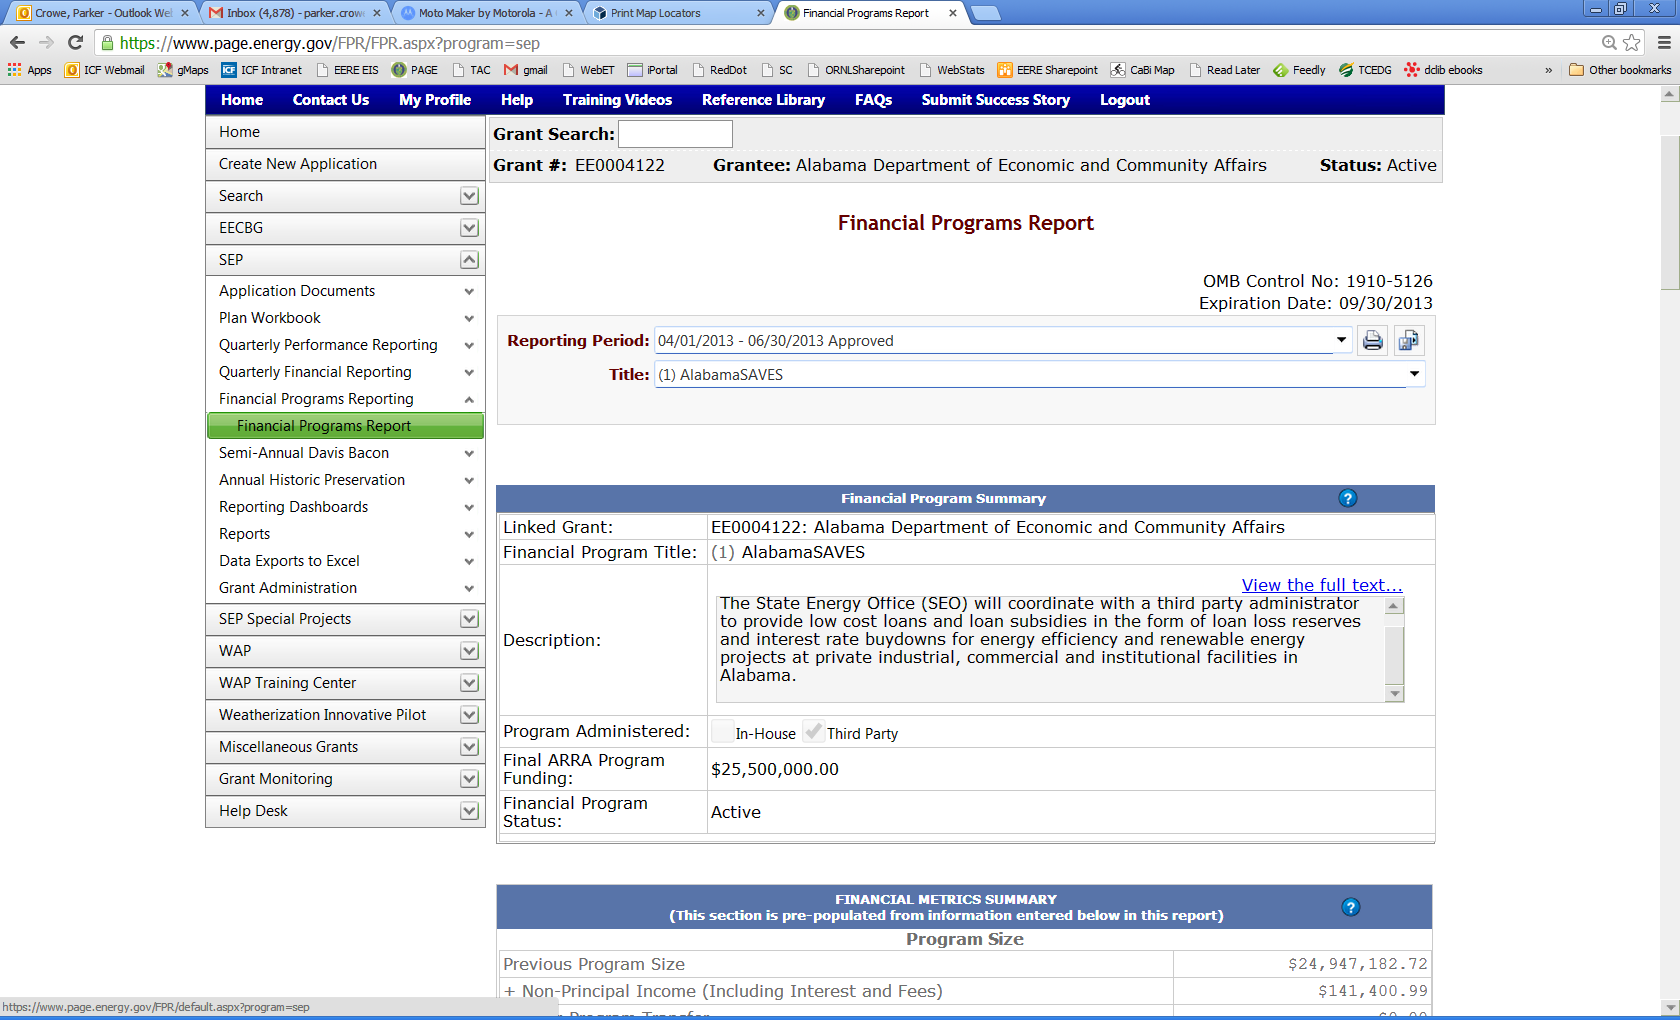 Crowe, Parker - Outlook We
Inbox (4,878) - parker.crow
Moto Maker by Motorola - A
Print Map Locators
Financial Programs Report
https://www.page.energy.gov/FPR/FPR.aspx?program=sep
Apps
ICF Webmail
gMaps
ICF Intranet
EERE EIS
PAGE
TAC
gmail
WebET
iPortal
RedDot
SC
ORNLSharepoint
WebStats
EERE Sharepoint
CaBi Map
Read Later
Feedly
TCEDG
dclib ebooks
»
Other bookmarks
Home
Contact Us
My Profile
Help
Training Videos
Reference Library
FAQs
Submit Success Story
Logout
Home
Create New Application
Search
EECBG
SEP
Application Documents
Plan Workbook
Quarterly Performance Reporting
Quarterly Financial Reporting
Financial Programs Reporting
Financial Programs Report
Semi-Annual Davis Bacon
Annual Historic Preservation
Reporting Dashboards
Reports
Data Exports to Excel
Grant Administration
SEP Special Projects
WAP
WAP Training Center
Weatherization Innovative Pilot
Miscellaneous Grants
Grant Monitoring
Help Desk
Grant Search:
Grant #: EE0004122 Grantee: Alabama Department of Economic and Community Affairs Status: Active
Financial Programs Report
OMB Control No: 1910-5126
Expiration Date: 09/30/2013
Reporting Period: 04/01/2013 - 06/30/2013 Approved
Title: (1) AlabamaSAVES
Financial Program Summary
?
Linked Grant: EE0004122: Alabama Department of Economic and Community Affairs
Financial Program Title: (1) AlabamaSAVES
View the full text...
Description:
The State Energy Office (SEO) will coordinate with a third party administrator
to provide low cost loans and loan subsidies in the form of loan loss reserves
and interest rate buydowns for energy efficiency and renewable energy
projects at private industrial, commercial and institutional facilities in
Alabama.
Program Administered: In-House Third Party
Final ARRA Program
Funding:
$25,500,000.00
Financial Program
Status:
Active
FINANCIAL METRICS SUMMARY
(This section is pre-populated from information entered below in this report)
?
Program Size
Previous Program Size $24,947,182.72
+ Non-Principal Income (Including Interest and Fees) $141,400.99
Program Transfer $0.00
https://www.page.energy.gov/FPR/default.aspx?program=sep